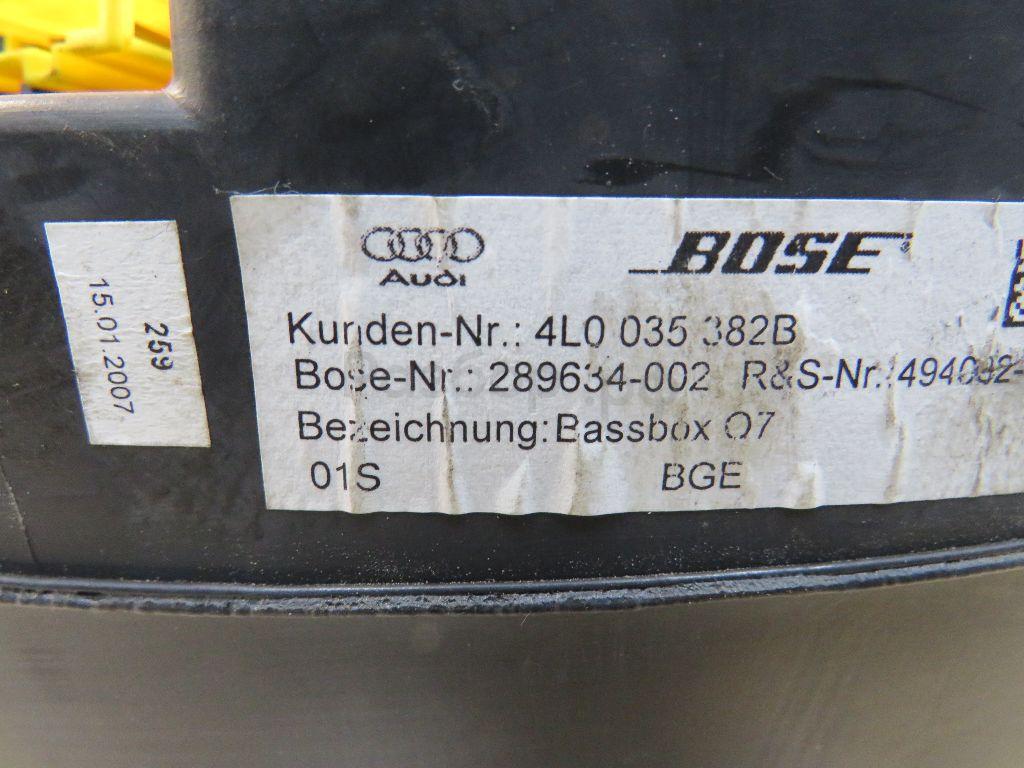 259
15.01.2007
Audi
BOSE
Kunden-Nr.: 4L0 035 382B
Bose-Nr.: 289634-002 R&S-Nr.:
Bezeichnung: Bassbox Q7
01S BGE